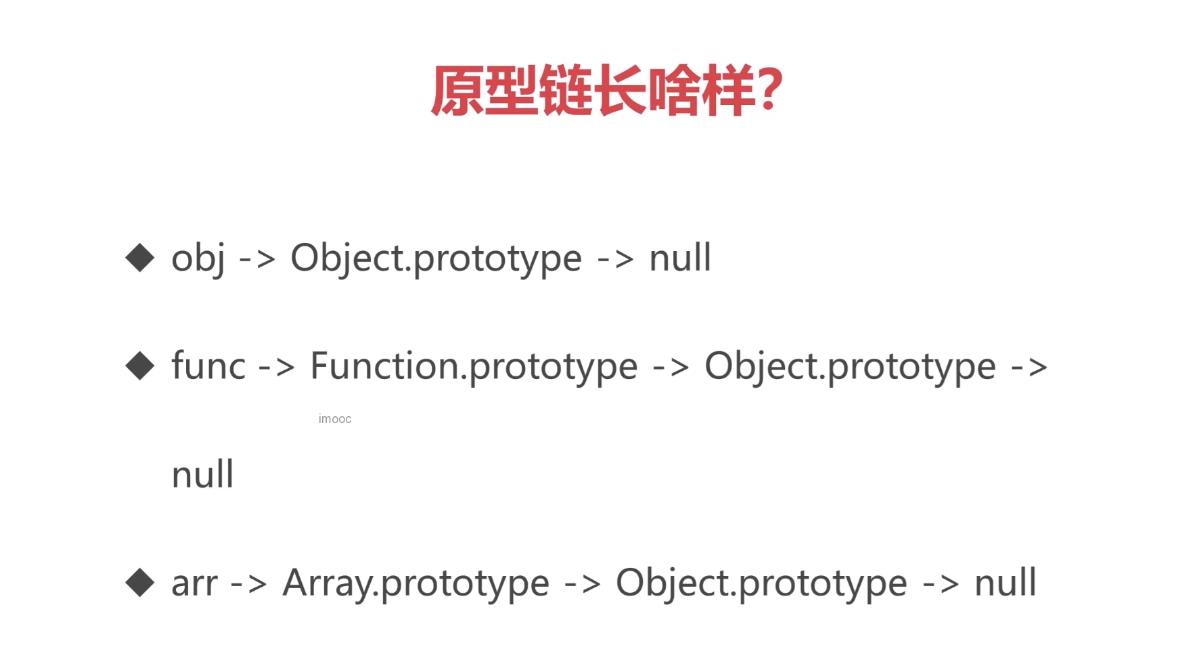 原型链长啥样?
obj -> Object.prototype -> null
func -> Function.prototype -> Object.prototype ->
imooc
null
arr -> Array.prototype -> Object.prototype -> null